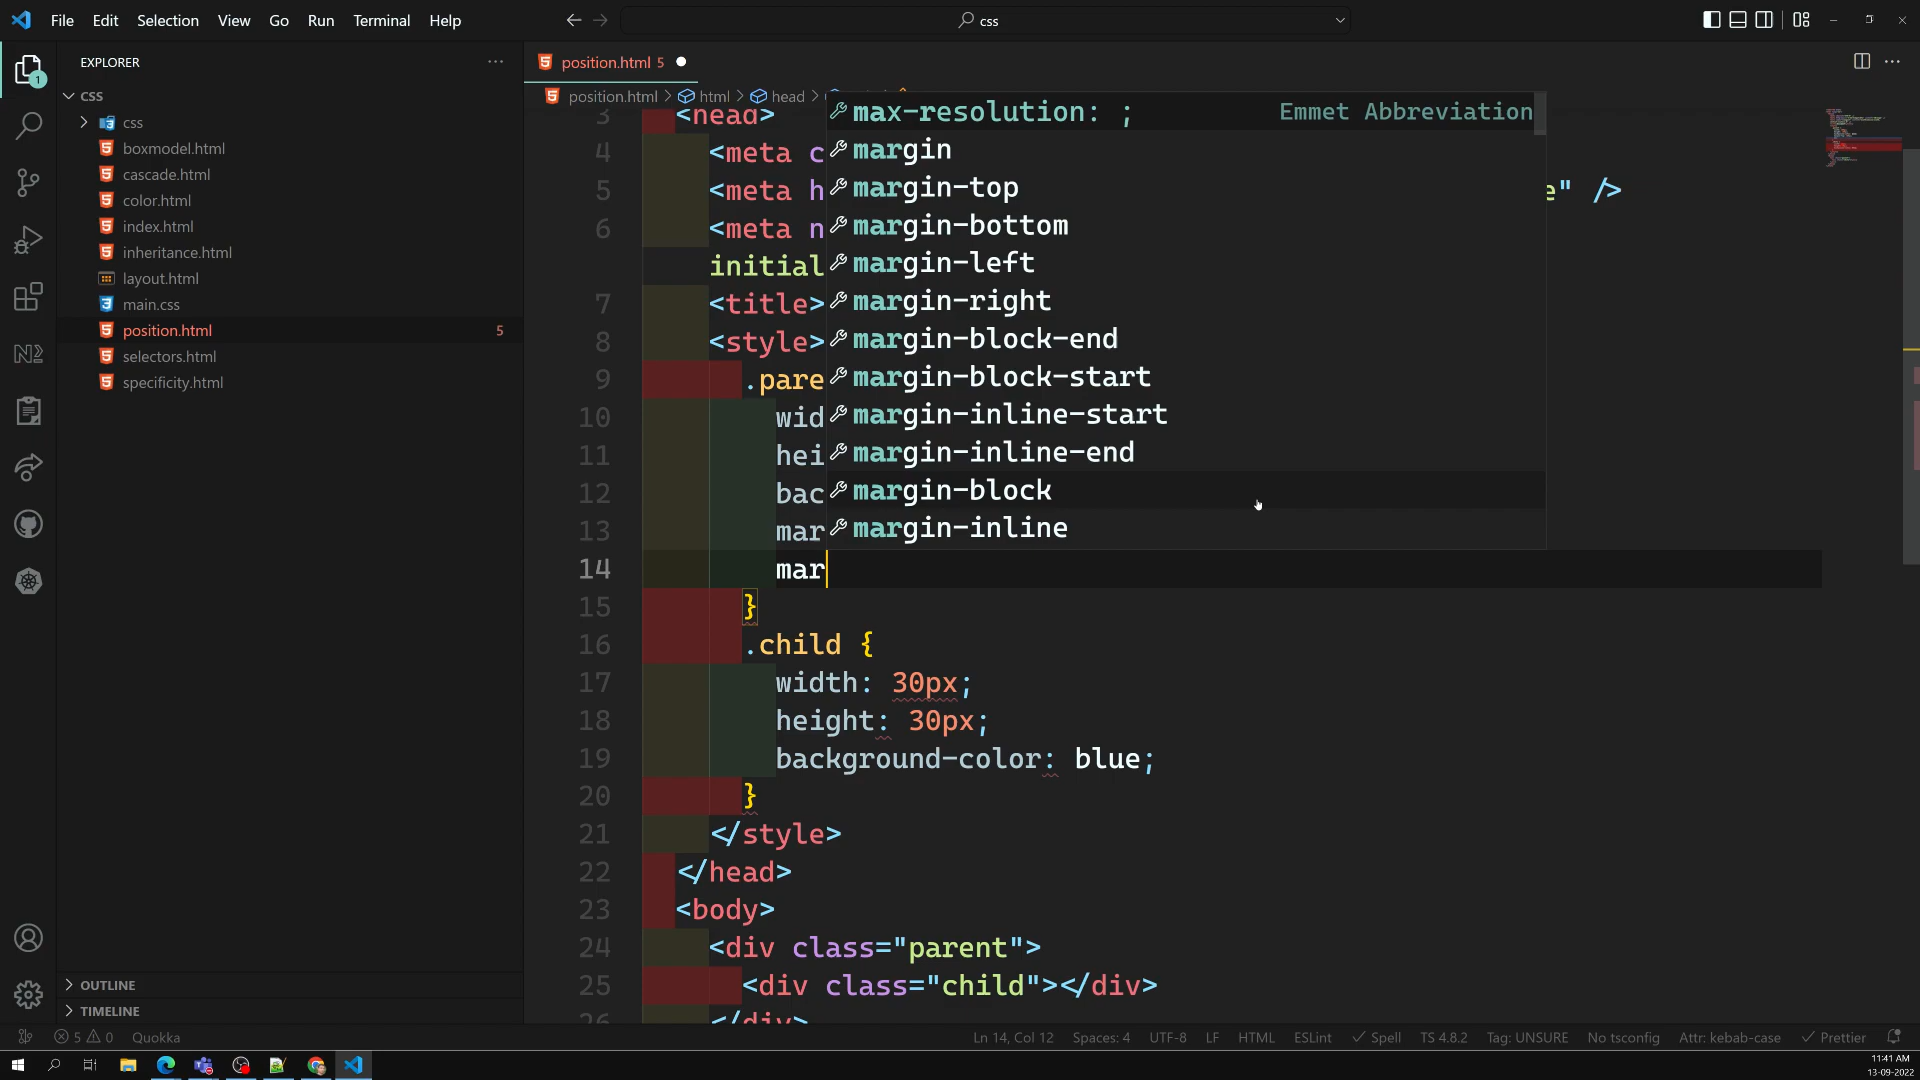 File Edit Selection View Go Run Terminal Help
css
EXPLORER
CSS
css
boxmodel.html
cascade.html
color.html
index.html
inheritance.html
layout.html
main.css
position.html 5
selectors.html
specificity.html
OUTLINE
TIMELINE
1
position.html 5
position.html > html > head >
3 <head>
4 <meta c
5 <meta h e" />
6 <meta n
initial
7 <title>
8 <style>
9 .pare
10 wid
11 hei
12 bac
13 mar
14 mar
15 }
16 .child {
17 width: 30px;
18 height: 30px;
19 background-color: blue;
20 }
21 </style>
22 </head>
23 <body>
24 <div class="parent">
25 <div class="child"></div>
26 </div>
max-resolution: ; Emmet Abbreviation
margin
margin-top
margin-bottom
margin-left
margin-right
margin-block-end
margin-block-start
margin-inline-start
margin-inline-end
margin-block
margin-inline
5 0 Quokka
Ln 14, Col 12 Spaces: 4 UTF-8 LF HTML ESLint Spell TS 4.8.2 Tag: UNSURE No tsconfig Attr: kebab-case Prettier
11:41 AM
13-09-2022